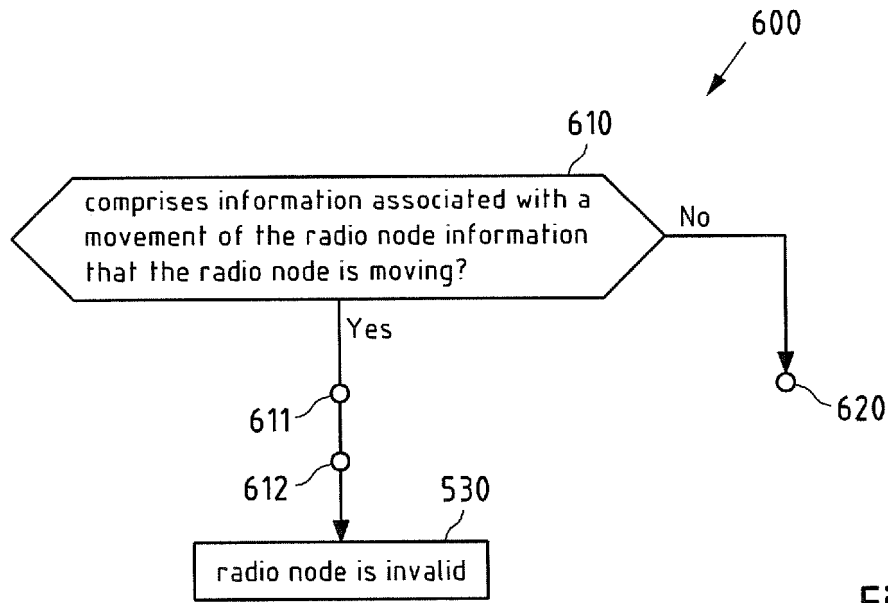 600
610
comprises information associated with a
movement of the radio node information
that the radio node is moving?
No
Yes
611
620
612
530
radio node is invalid